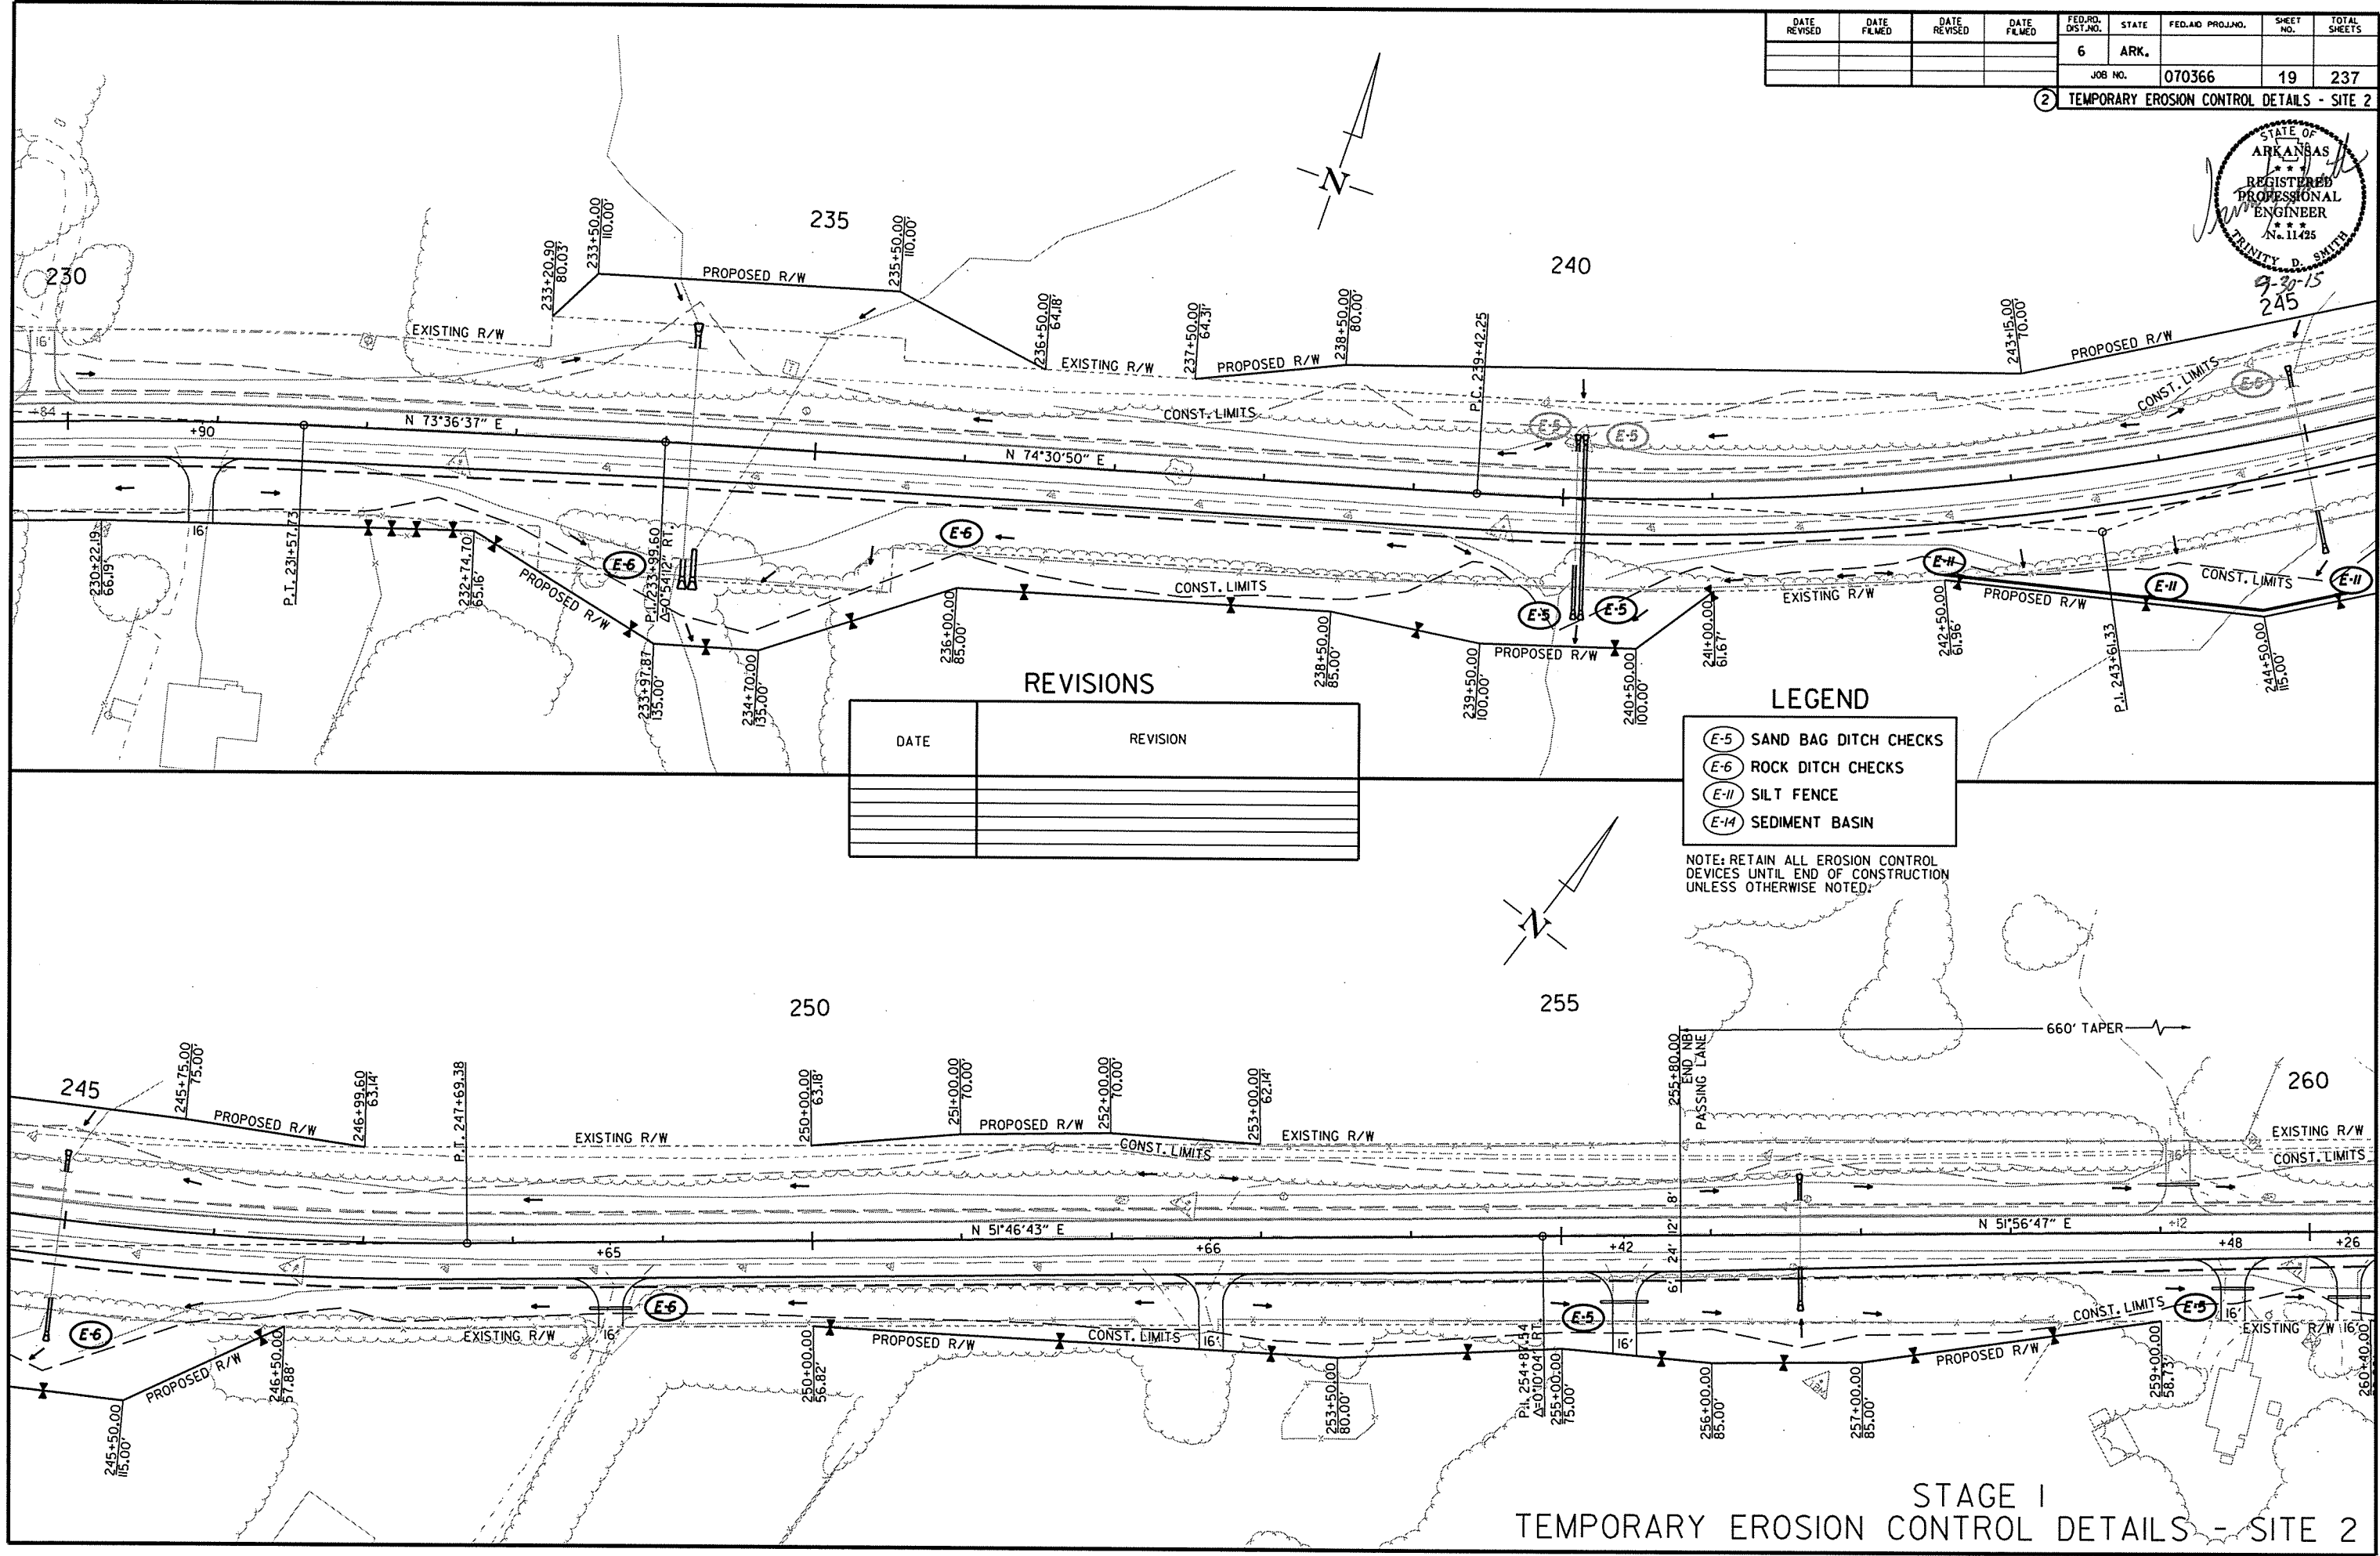 DATE REVISED
DATE FILMED
DATE REVISED
DATE FILMED
FED.RD. DIST.NO.
STATE
FED.AID PROJ.NO.
SHEET NO.
TOTAL SHEETS
6
ARK.
JOB NO.
070366
19
237
2
TEMPORARY EROSION CONTROL DETAILS - SITE 2
STATE OF
ARKANSAS
REGISTERED
PROFESSIONAL
ENGINEER
No. 11425
TRINITY D. SMITH
9-30-15
N
230
235
240
245
233+20.90
80.03'
233+50.00
110.00'
PROPOSED R/W
235+50.00
110.00'
236+50.00
64.18'
EXISTING R/W
EXISTING R/W
237+50.00
64.31'
PROPOSED R/W
238+50.00
80.00'
P.C. 239+42.25
243+15.00
70.00'
PROPOSED R/W
CONST. LIMITS
CONST. LIMITS
E-6
E-5
E-5
16'
+84
+90
N 73°36'37" E
N 74°30'50" E
16'
230+22.19
66.19'
P.T. 231+57.73
232+74.70
65.16'
PROPOSED R/W
E-6
P.I. 233+99.60
Δ=0°54'12" RT.
233+97.87
135.00'
234+70.00
135.00'
E-6
236+00.00
85.00'
CONST. LIMITS
238+50.00
85.00'
239+50.00
100.00'
E-5
E-5
PROPOSED R/W
240+50.00
100.00'
241+00.00
61.67'
EXISTING R/W
242+50.00
61.96'
E-11
PROPOSED R/W
E-11
CONST. LIMITS
E-11
P.I. 243+61.33
244+50.00
115.00'
REVISIONS
DATE
REVISION
LEGEND
E-5 SAND BAG DITCH CHECKS
E-6 ROCK DITCH CHECKS
E-11 SILT FENCE
E-14 SEDIMENT BASIN
NOTE: RETAIN ALL EROSION CONTROL
DEVICES UNTIL END OF CONSTRUCTION
UNLESS OTHERWISE NOTED.
N
245
250
255
260
245+75.00
75.00'
PROPOSED R/W
246+99.60
63.14'
P.T. 247+69.38
EXISTING R/W
250+00.00
63.18'
251+00.00
70.00'
PROPOSED R/W
252+00.00
70.00'
CONST. LIMITS
253+00.00
62.14'
EXISTING R/W
255+80.00
END NB
PASSING LANE
660' TAPER
EXISTING R/W
CONST. LIMITS
16'
8'
12'
24'
6'
N 51°46'43" E
N 51°56'47" E
+12
+65
+66
+42
+48
+26
E-6
E-6
E-5
E-5
245+50.00
115.00'
PROPOSED R/W
246+50.00
57.88'
EXISTING R/W
16'
250+00.00
56.82'
PROPOSED R/W
CONST. LIMITS
16'
253+50.00
80.00'
P.I. 254+87.54
Δ=0°10'04" RT.
255+00.00
75.00'
16'
256+00.00
85.00'
257+00.00
85.00'
PROPOSED R/W
CONST. LIMITS
259+00.00
58.73'
16'
EXISTING R/W
16'
260+40.00
STAGE 1
TEMPORARY EROSION CONTROL DETAILS - SITE 2